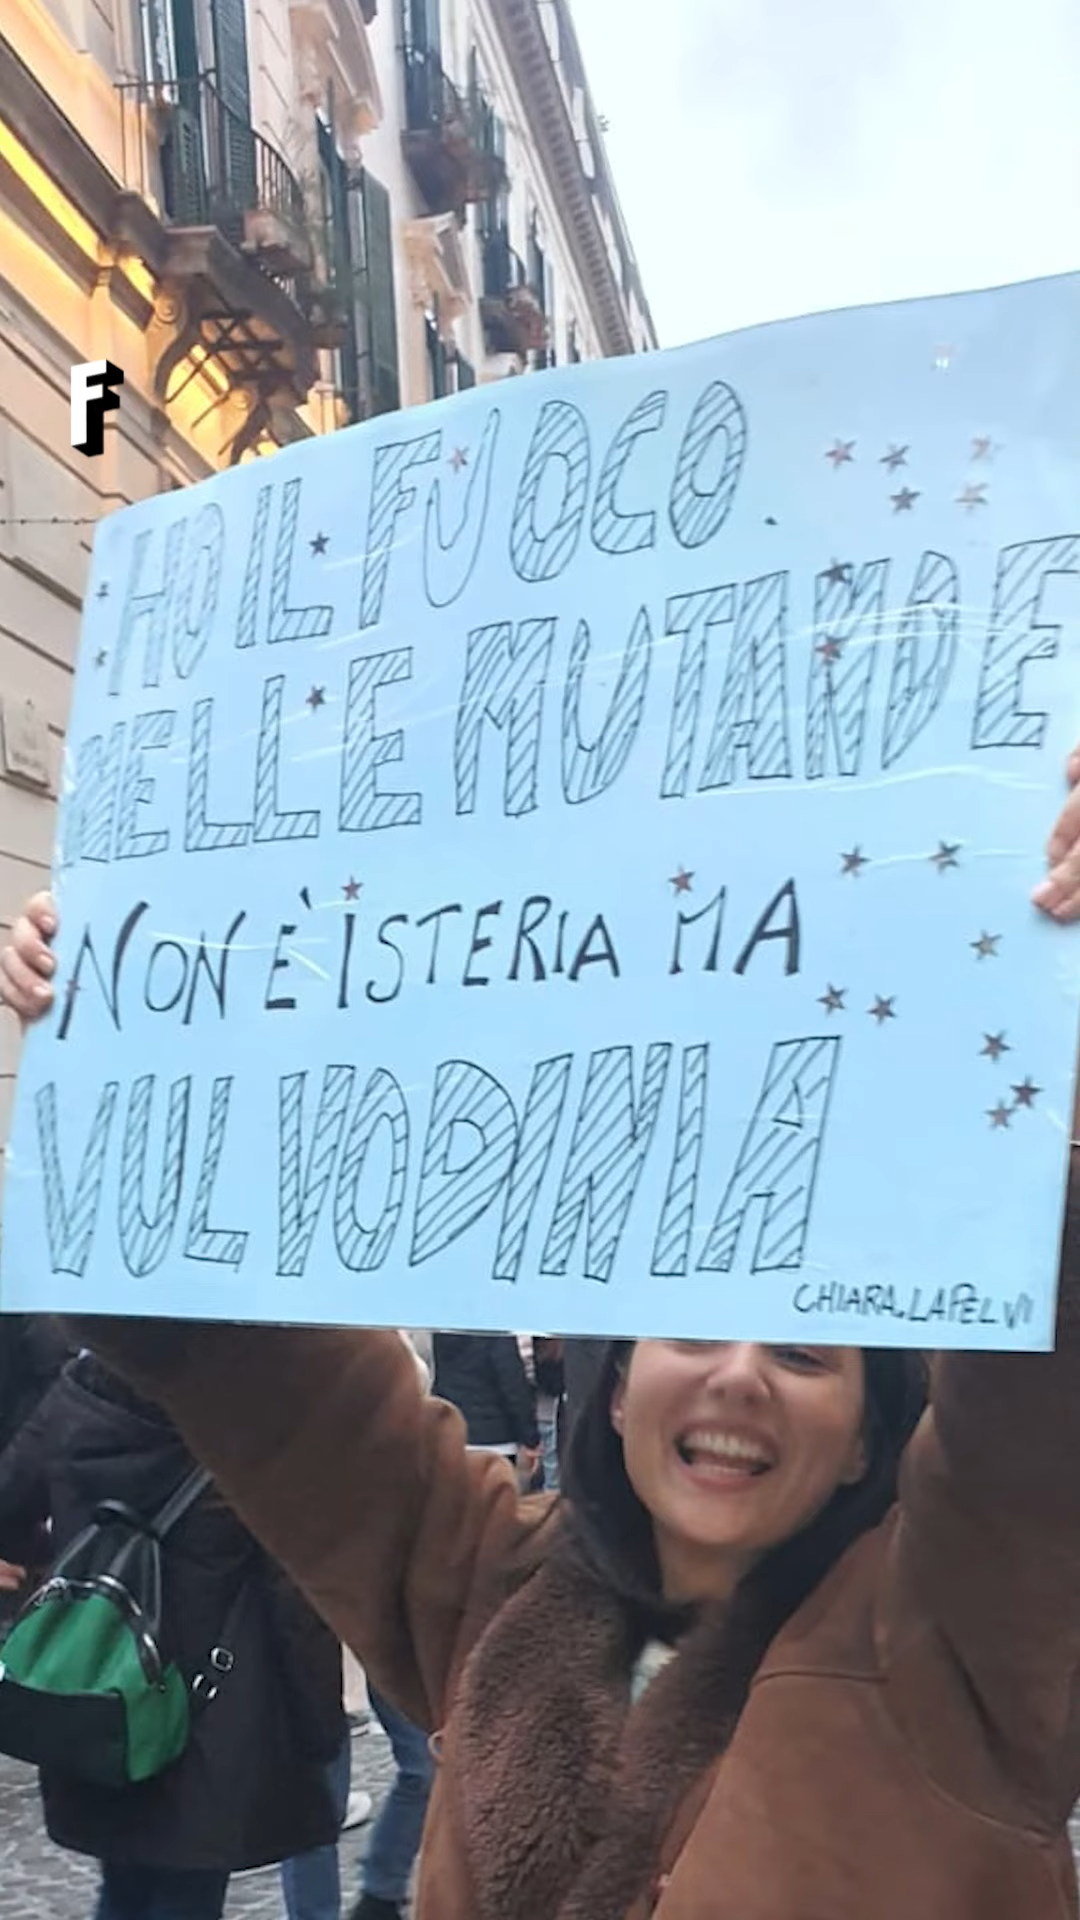 F
HO IL FUOCO
NELLE MUTANDE
NON È ISTERIA MA
VULVODINIA
CHIARA.LAPELVI